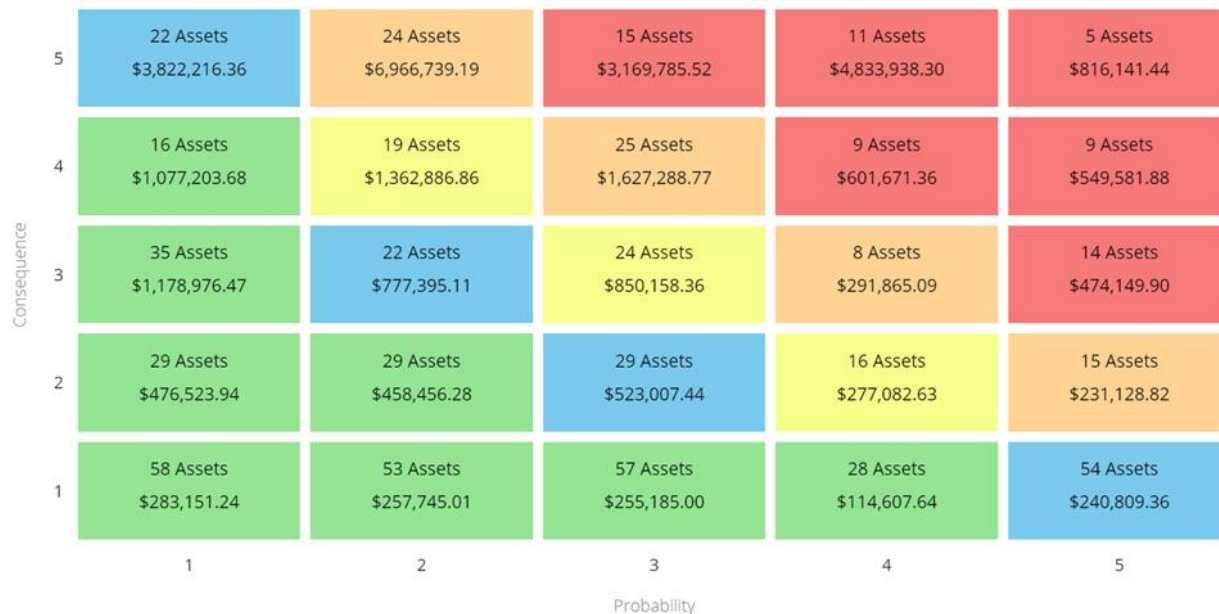 5
22 Assets
$3,822,216.36
24 Assets
$6,966,739.19
15 Assets
$3,169,785.52
11 Assets
$4,833,938.30
5 Assets
$816,141.44
4
16 Assets
$1,077,203.68
19 Assets
$1,362,886.86
25 Assets
$1,627,288.77
9 Assets
$601,671.36
9 Assets
$549,581.88
Consequence
3
35 Assets
$1,178,976.47
22 Assets
$777,395.11
24 Assets
$850,158.36
8 Assets
$291,865.09
14 Assets
$474,149.90
2
29 Assets
$476,523.94
29 Assets
$458,456.28
29 Assets
$523,007.44
16 Assets
$277,082.63
15 Assets
$231,128.82
1
58 Assets
$283,151.24
53 Assets
$257,745.01
57 Assets
$255,185.00
28 Assets
$114,607.64
54 Assets
$240,809.36
1 2 3 4 5
Probability